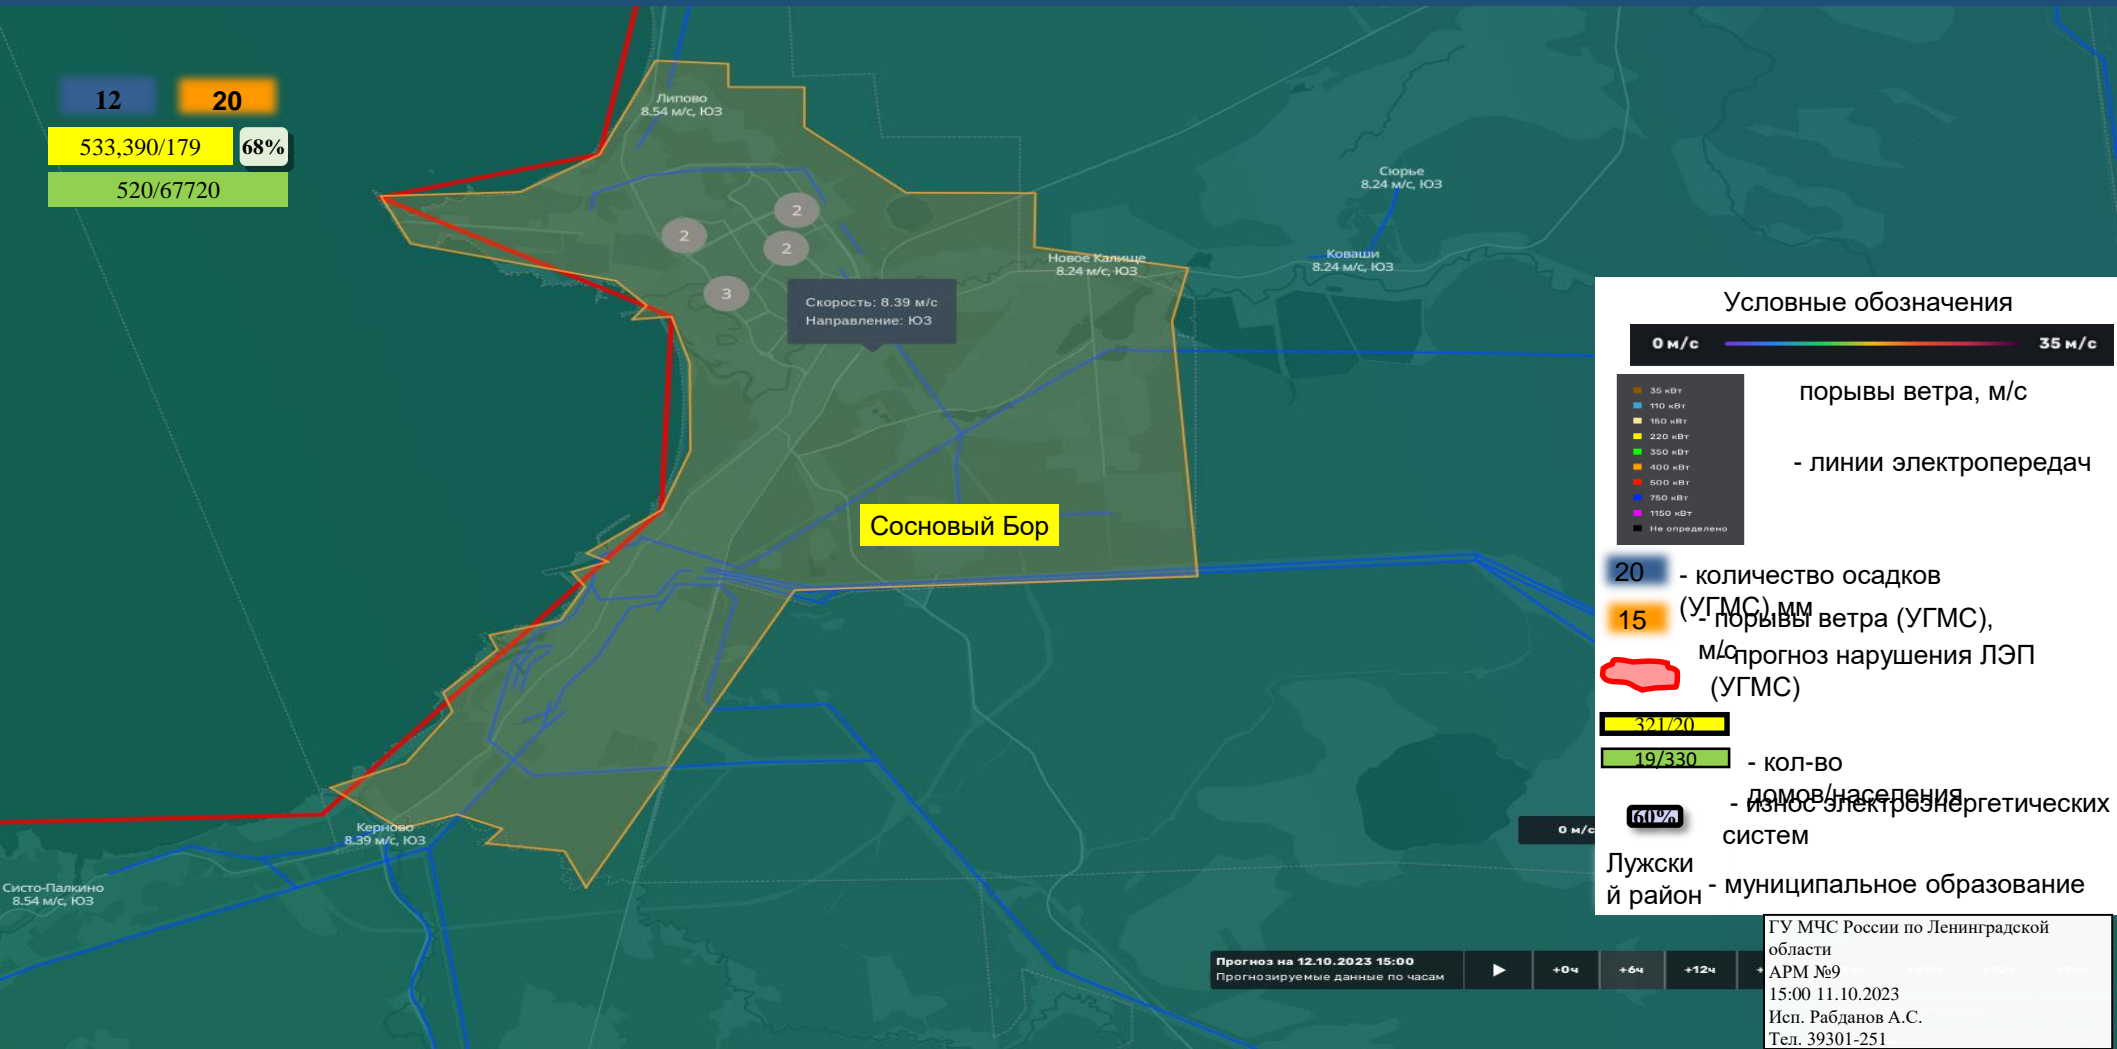 12
20
533,390/179
68%
520/67720
Липово
8.54 м/с, ЮЗ
Сюрье
8.24 м/с, ЮЗ
2
2
2
3
Новое Калище
8.24 м/с, ЮЗ
Коваши
8.24 м/с, ЮЗ
Скорость: 8.39 м/с
Направление: ЮЗ
Сосновый Бор
Керново
8.39 м/с, ЮЗ
Систо-Палкино
8.54 м/с, ЮЗ
Условные обозначения
0 м/с
35 м/с
порывы ветра, м/с
35 кВт
110 кВт
150 кВт
220 кВт
350 кВт
400 кВт
500 кВт
750 кВт
1150 кВт
Не определено
- линии электропередач
20
- количество осадков
(УГМС),мм
15
- порывы ветра (УГМС),
м/с
- прогноз нарушения ЛЭП
(УГМС)
321/20
19/330
- кол-во
домов/населения
60%
- износ электроэнергетических
систем
Лужски
й район
- муниципальное образование
0 м/с
Прогноз на 12.10.2023 15:00
Прогнозируемые данные по часам
+0ч
+6ч
+12ч
ГУ МЧС России по Ленинградской
области
АРМ №9
15:00 11.10.2023
Исп. Рабданов А.С.
Тел. 39301-251